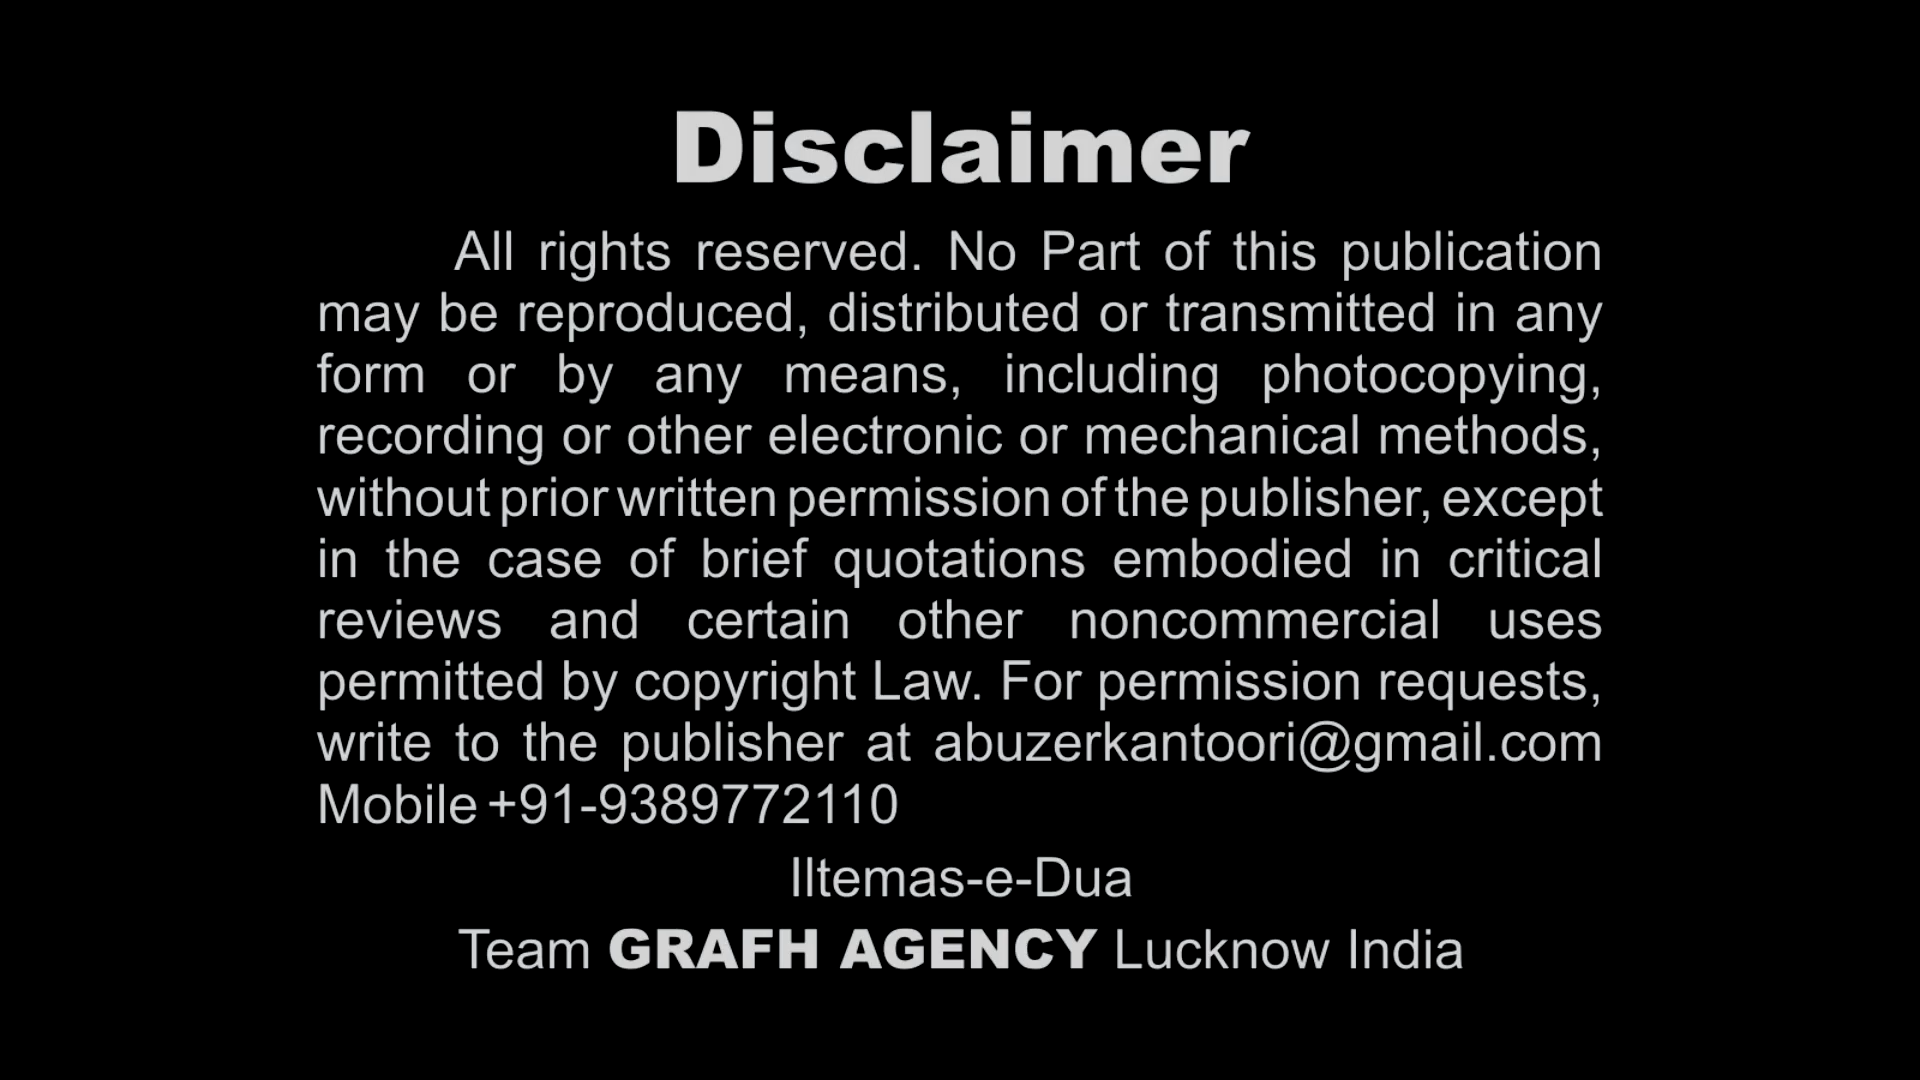 Disclaimer
All rights reserved. No Part of this publication
may be reproduced, distributed or transmitted in any
form or by any means, including photocopying,
recording or other electronic or mechanical methods,
without prior written permission of the publisher, except
in the case of brief quotations embodied in critical
reviews and certain other noncommercial uses
permitted by copyright Law. For permission requests,
write to the publisher at abuzerkantoori@gmail.com
Mobile +91-9389772110
Iltemas-e-Dua
Team GRAFH AGENCY Lucknow India